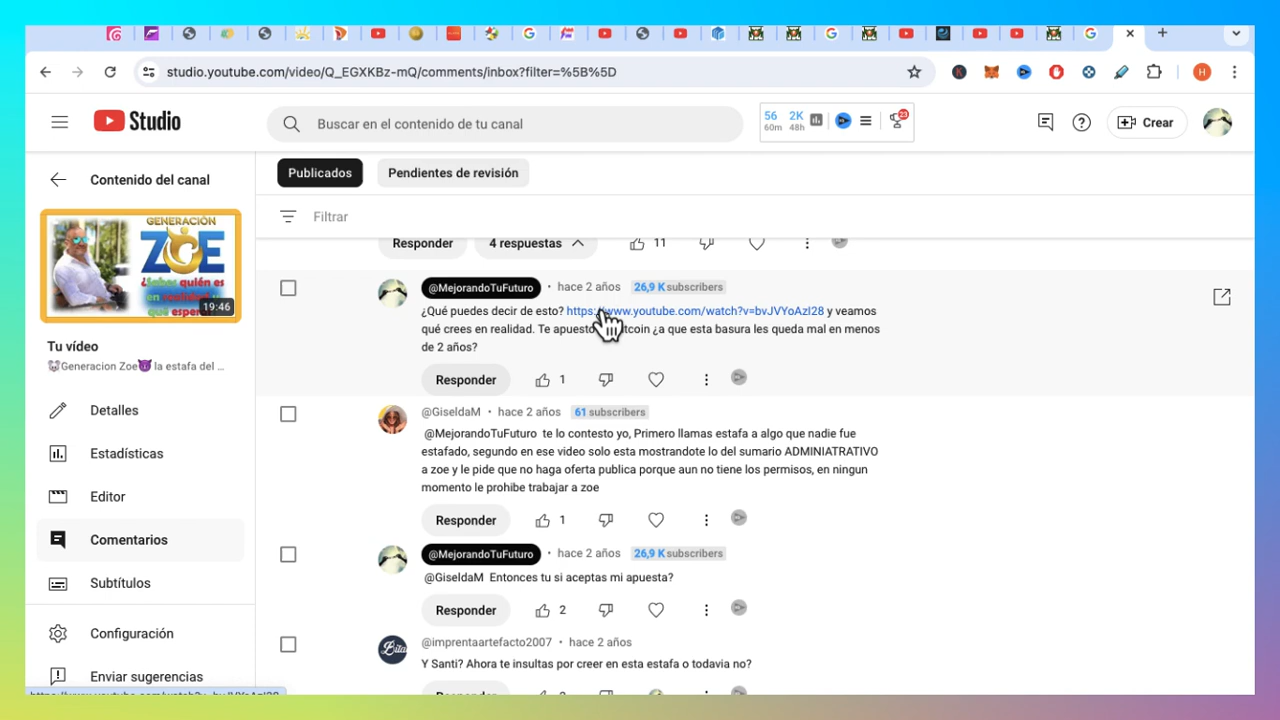 studio.youtube.com/video/Q_EGXKBz-mQ/comments/inbox?filter=%5B%5D
H
Studio
Buscar en el contenido de tu canal
56 2K
60m 48h
23
Crear
Contenido del canal
Publicados
Pendientes de revisión
Filtrar
GENERACIÓN
ZOE
¿Sabes quién es
en realidad y
qué
19:46
Tu vídeo
Generacion Zoe la estafa del ...
Detalles
Estadísticas
Editor
Comentarios
Subtítulos
Configuración
Enviar sugerencias
Responder
4 respuestas
11
@MejorandoTuFuturo • hace 2 años 26,9 K subscribers
¿Qué puedes decir de esto? https://www.youtube.com/watch?v=bvJVYoAzI28 y veamos
qué crees en realidad. Te apuesto ¿a que esta basura les queda mal en menos
de 2 años?
Responder 1
@GiseldaM • hace 2 años 61 subscribers
@MejorandoTuFuturo te lo contesto yo, Primero llamas estafa a algo que nadie fue
estafado, segundo en ese video solo esta mostrandote lo del sumario ADMINIATRATIVO
a zoe y le pide que no haga oferta publica porque aun no tiene los permisos, en ningun
momento le prohibe trabajar a zoe
Responder 1
@MejorandoTuFuturo • hace 2 años 26,9 K subscribers
@GiseldaM Entonces tu si aceptas mi apuesta?
Responder 2
@imprentaartefacto2007 • hace 2 años
Y Santi? Ahora te insultas por creer en esta estafa o todavia no?